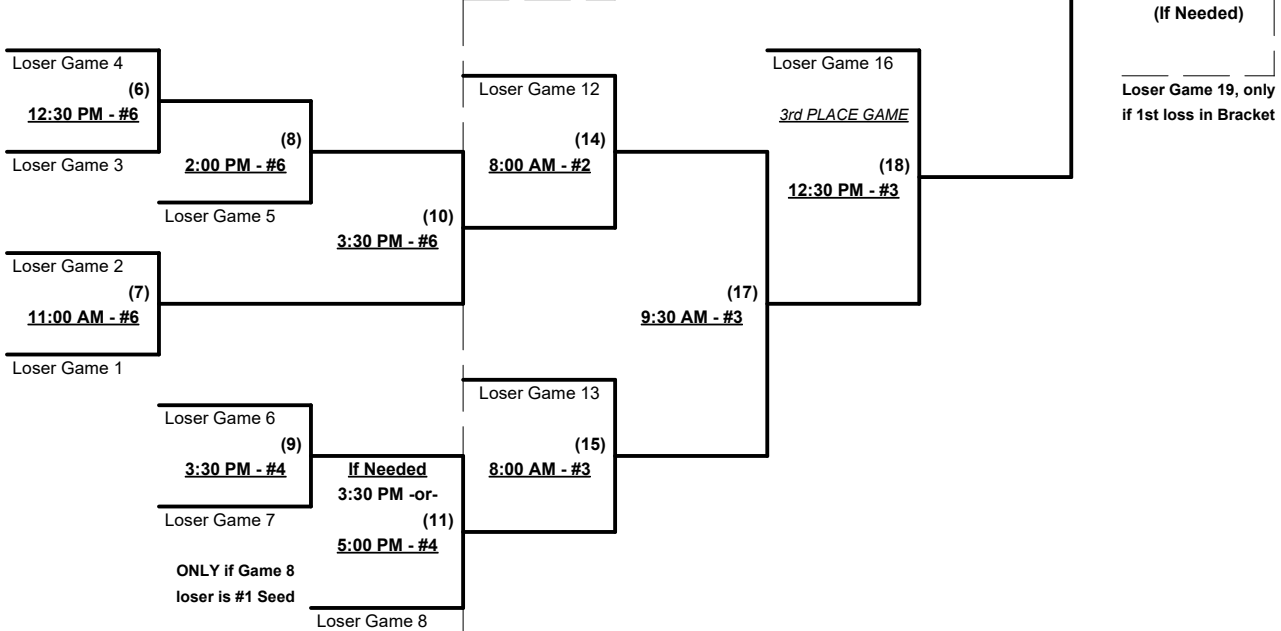 (If Needed)
Loser Game 4
Loser Game 12
Loser Game 16
(6)
Loser Game 19, only
12:30 PM - #6
3rd PLACE GAME
if 1st loss in Bracket
(8)
(14)
Loser Game 3
2:00 PM - #6
8:00 AM - #2
(18)
12:30 PM - #3
Loser Game 5
(10)
3:30 PM - #6
Loser Game 2
(7)
(17)
11:00 AM - #6
9:30 AM - #3
Loser Game 1
Loser Game 13
Loser Game 6
(9)
(15)
3:30 PM - #4
If Needed
8:00 AM - #3
3:30 PM -or-
Loser Game 7
(11)
5:00 PM - #4
ONLY if Game 8
loser is #1 Seed
Loser Game 8